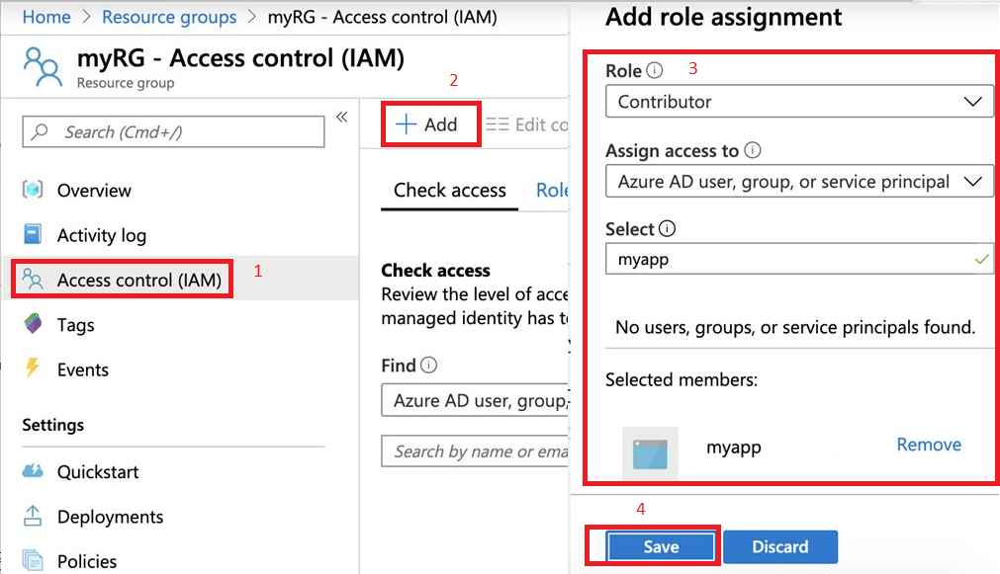 Home > Resource groups > myRG - Access control (IAM)
myRG - Access control (IAM)
Resource group
Search (Cmd+/)
Overview
Activity log
Access control (IAM)
1
Tags
Events
Settings
Quickstart
Deployments
Policies
2
Add
Edit co
Check access
Role
Check access
Review the level of acce
managed identity has t
Find
Azure AD user, group,
Search by name or ema
Add role assignment
Role
3
Contributor
Assign access to
Azure AD user, group, or service principal
Select
myapp
No users, groups, or service principals found.
Selected members:
myapp
Remove
4
Save
Discard